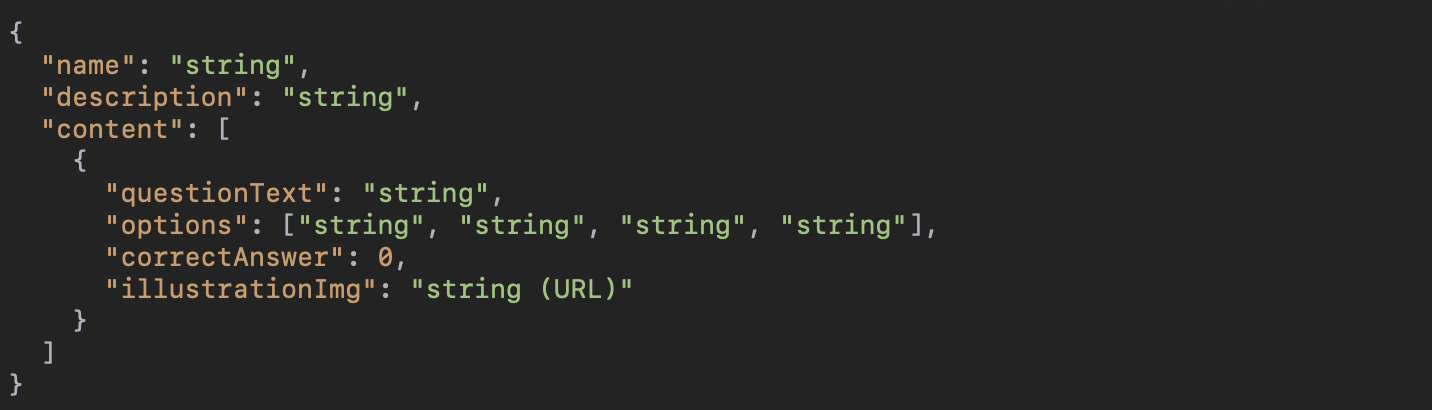 {
  "name": "string",
  "description": "string",
  "content": [
    {
      "questionText": "string",
      "options": ["string", "string", "string", "string"],
      "correctAnswer": 0,
      "illustrationImg": "string (URL)"
    }
  ]
}